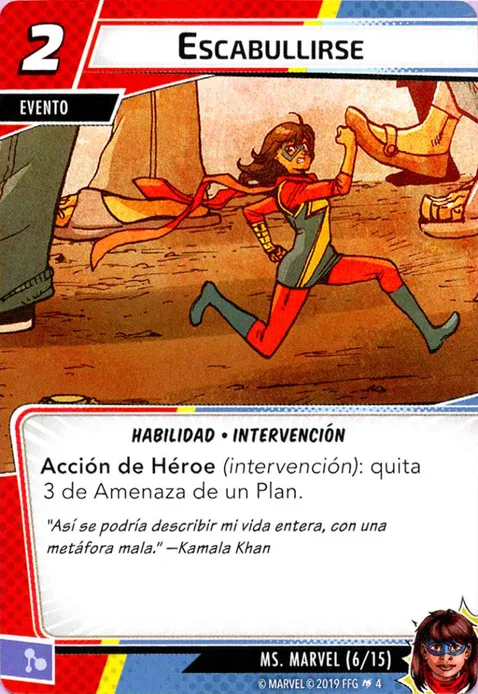 2
ESCABULLIRSE
EVENTO
HABILIDAD • INTERVENCIÓN
Acción de Héroe (intervención): quita
3 de Amenaza de un Plan.
"Así se podría describir mi vida entera, con una
metáfora mala." —Kamala Khan
MS. MARVEL (6/15)
© MARVEL © 2019 FFG 4